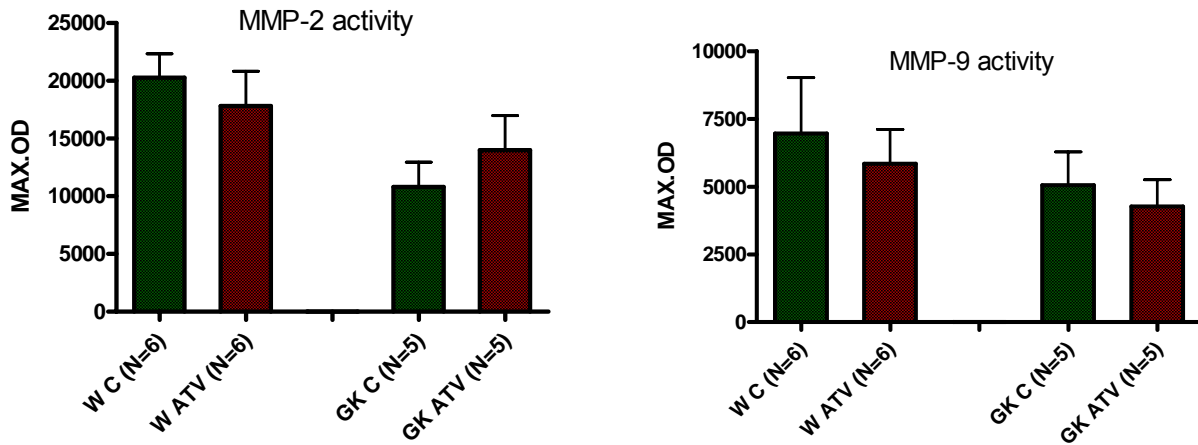 MMP-2 activity
25000
20000
15000
10000
5000
0
MAX.OD
W C (N=6)
W ATV (N=6)
GK C (N=5)
GK ATV (N=5)
MMP-9 activity
10000
7500
5000
2500
0
MAX.OD
W C (N=6)
W ATV (N=6)
GK C (N=5)
GK ATV (N=5)